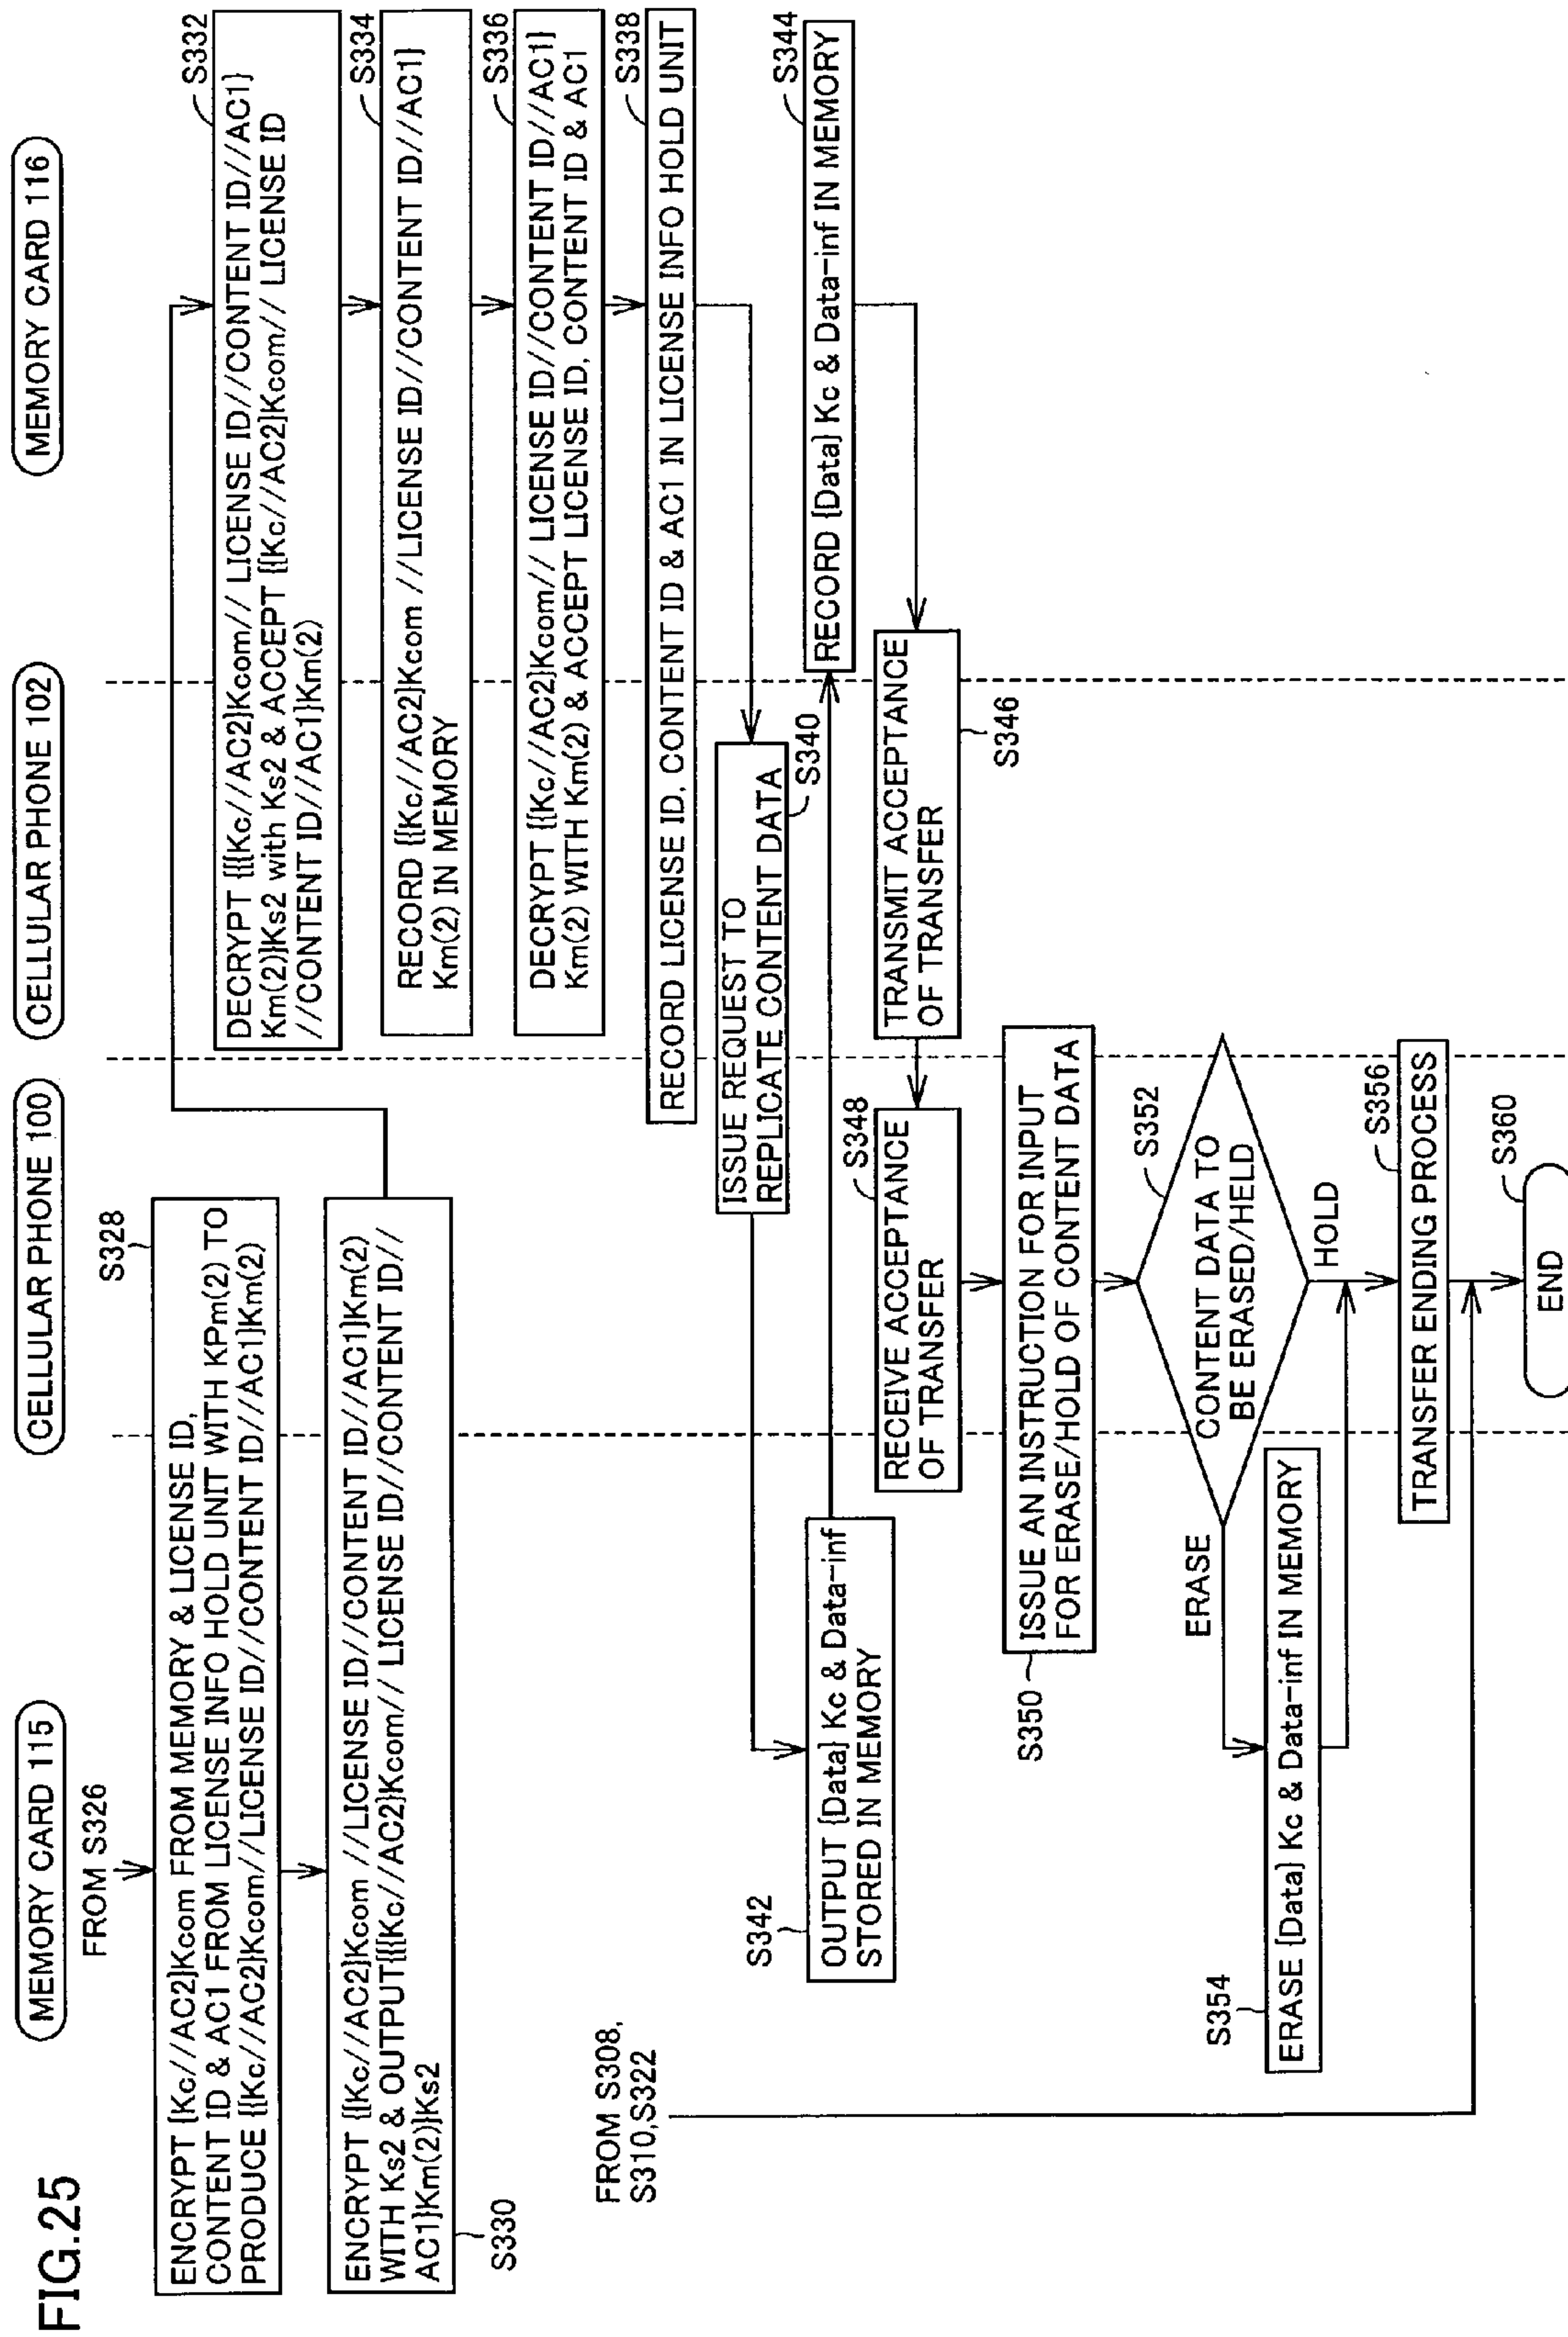 FIG.25
MEMORY CARD 115
CELLULAR PHONE 100
CELLULAR PHONE 102
MEMORY CARD 116
FROM S326
S328
ENCRYPT {Kc//AC2}Kcom FROM MEMORY & LICENSE ID,
CONTENT ID & AC1 FROM LICENSE INFO HOLD UNIT WITH KPm(2) TO
PRODUCE {{Kc//AC2}Kcom//LICENSE ID//CONTENT ID//AC1}Km(2)
ENCRYPT {{Kc//AC2}Kcom //LICENSE ID//CONTENT ID//AC1}Km(2)
WITH Ks2 & OUTPUT{{{Kc//AC2}Kcom// LICENSE ID//CONTENT ID//
AC1}Km(2)}Ks2
S330
S332
DECRYPT {{{Kc//AC2}Kcom// LICENSE ID//CONTENT ID//AC1}
Km(2)}Ks2 with Ks2 & ACCEPT {{Kc//AC2}Kcom// LICENSE ID
//CONTENT ID//AC1}Km(2)
S334
RECORD {{Kc//AC2}Kcom //LICENSE ID//CONTENT ID//AC1}
Km(2) IN MEMORY
S336
DECRYPT {{Kc//AC2}Kcom// LICENSE ID//CONTENT ID//AC1}
Km(2) WITH Km(2) & ACCEPT LICENSE ID, CONTENT ID & AC1
S338
RECORD LICENSE ID, CONTENT ID & AC1 IN LICENSE INFO HOLD UNIT
ISSUE REQUEST TO
REPLICATE CONTENT DATA
S340
S342
OUTPUT {Data} Kc & Data-inf
STORED IN MEMORY
S344
RECORD {Data} Kc & Data-inf IN MEMORY
TRANSMIT ACCEPTANCE
OF TRANSFER
S346
S348
RECEIVE ACCEPTANCE
OF TRANSFER
S350
ISSUE AN INSTRUCTION FOR INPUT
FOR ERASE/HOLD OF CONTENT DATA
S352
CONTENT DATA TO
BE ERASED/HELD
ERASE
HOLD
S354
ERASE {Data} Kc & Data-inf IN MEMORY
S356
TRANSFER ENDING PROCESS
FROM S308,
S310,S322
S360
END